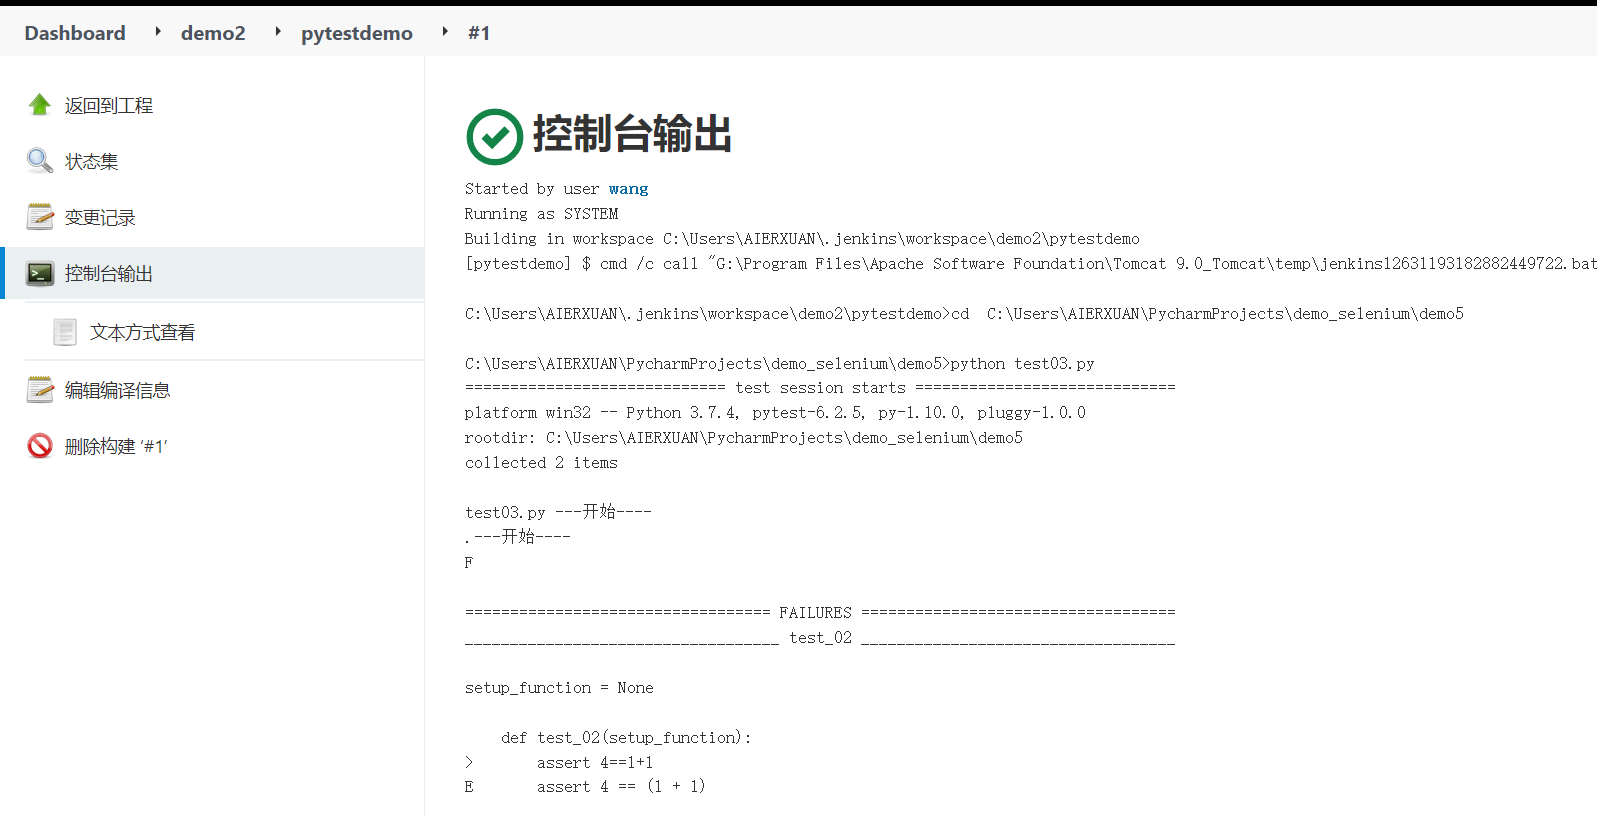 Dashboard demo2 pytestdemo #1
返回到工程
状态集
变更记录
控制台输出
文本方式查看
编辑编译信息
删除构建 ‘#1’
控制台输出
Started by user wang
Running as SYSTEM
Building in workspace C:\Users\AIERXUAN\.jenkins\workspace\demo2\pytestdemo
[pytestdemo] $ cmd /c call "G:\Program Files\Apache Software Foundation\Tomcat 9.0_Tomcat\temp\jenkins12631193182882449722.bat
C:\Users\AIERXUAN\.jenkins\workspace\demo2\pytestdemo>cd  C:\Users\AIERXUAN\PycharmProjects\demo_selenium\demo5
C:\Users\AIERXUAN\PycharmProjects\demo_selenium\demo5>python test03.py
============================= test session starts =============================
platform win32 -- Python 3.7.4, pytest-6.2.5, py-1.10.0, pluggy-1.0.0
rootdir: C:\Users\AIERXUAN\PycharmProjects\demo_selenium\demo5
collected 2 items
test03.py ---开始----
.---开始----
F
================================== FAILURES ===================================
___________________________________ test_02 ___________________________________
setup_function = None
    def test_02(setup_function):
>       assert 4==1+1
E       assert 4 == (1 + 1)